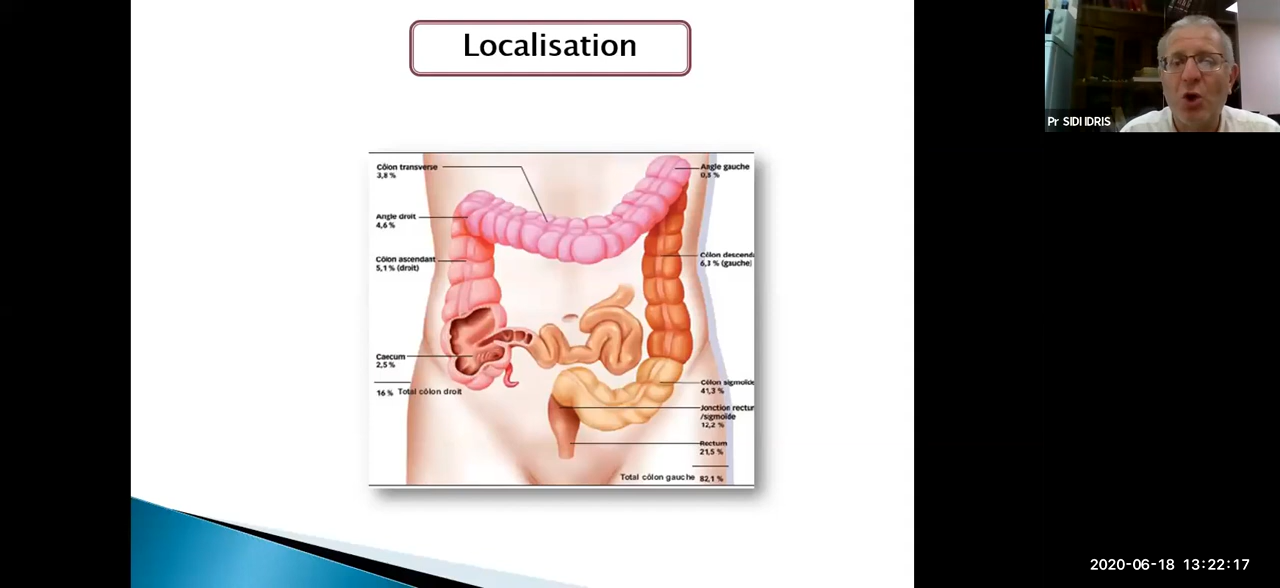 Localisation
Pr SIDI IDRIS
Côlon transverse
3,8 %
Angle gauche
0,8 %
Angle droit
4,6 %
Côlon ascendant
5,1 % (droit)
Côlon descend
6,3 % (gauche)
Caecum
2,5 %
16 % Total côlon droit
Côlon sigmoïde
41,3 %
Jonction rectur
/sigmoïde
12,2 %
Rectum
21,5 %
Total côlon gauche 82,1 %
2020-06-18 13:22:17